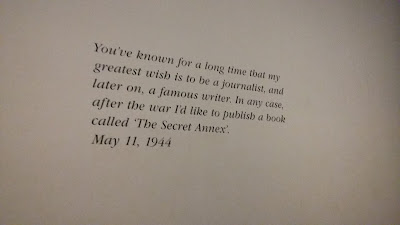 You've known for a long time that my
greatest wish is to be a journalist, and
later on, a famous writer. In any case,
after the war I'd like to publish a book
called 'The Secret Annex'.
May 11, 1944